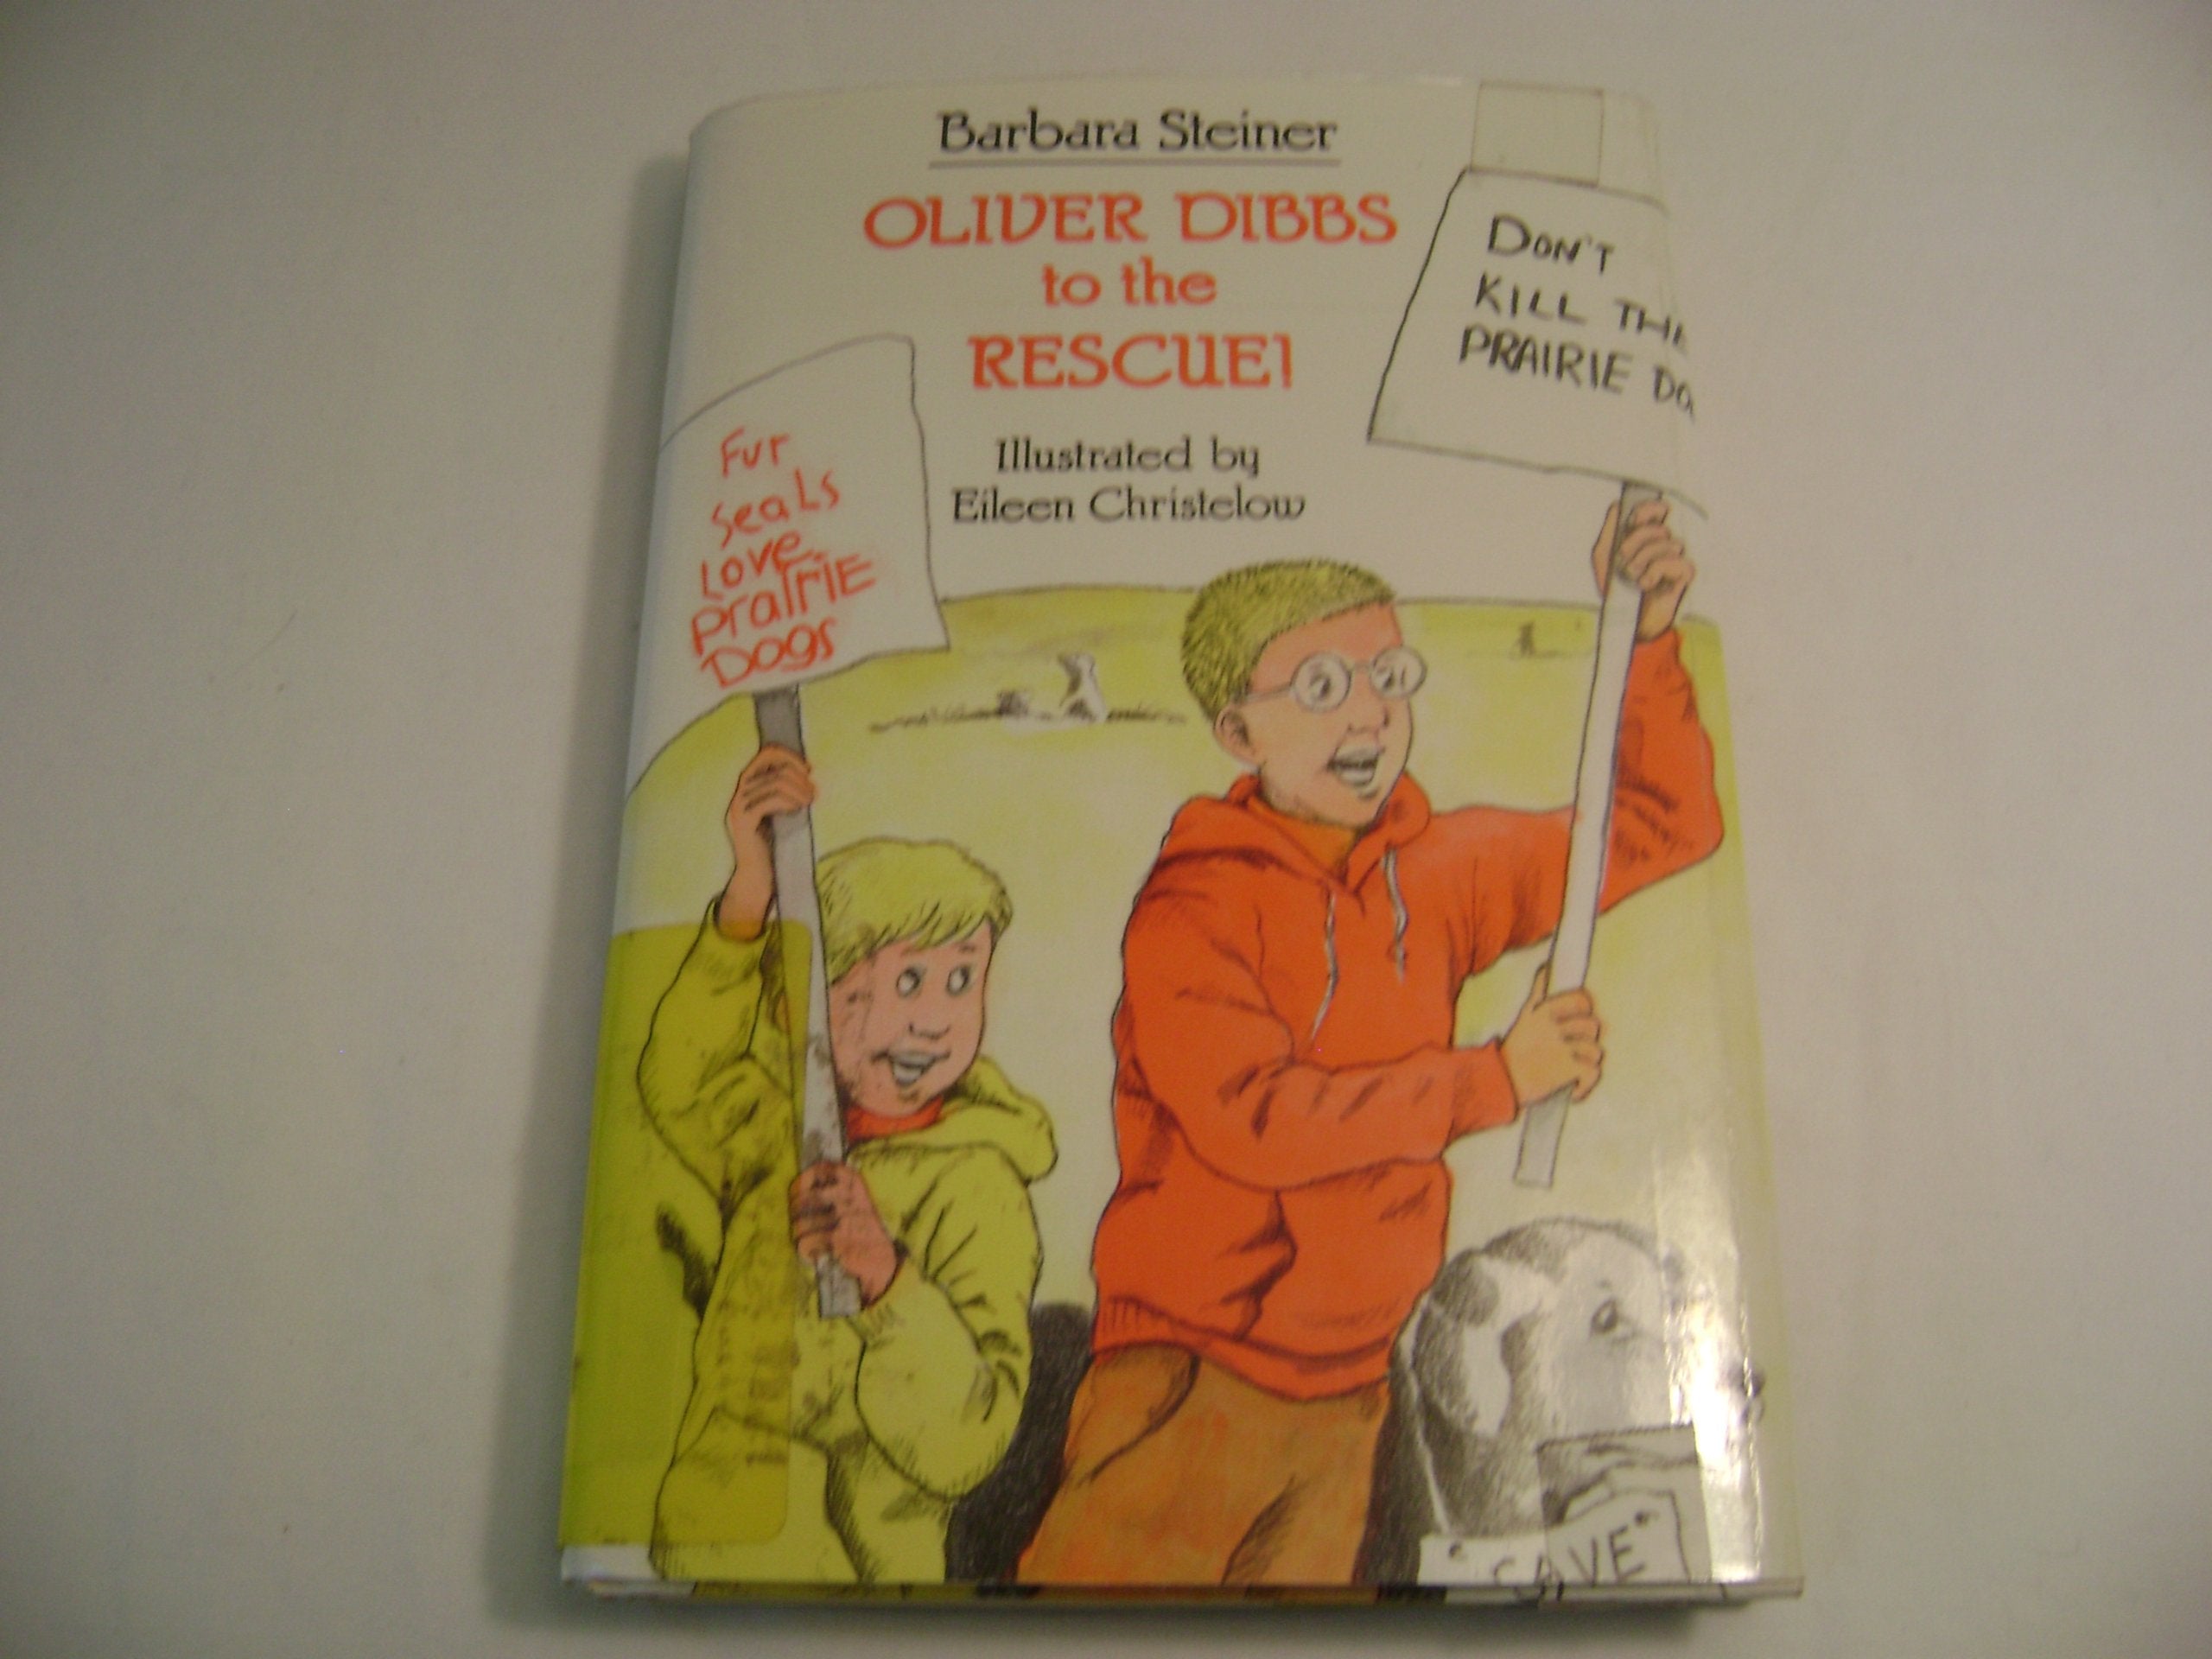 Barbara Steiner
OLIVER DIBBS
to the
RESCUE!
Illustrated by
Eileen Christelow
Fur
Seals
Love
Prairie
Dogs
DON'T
KILL THE
PRAIRIE DO
SAVE